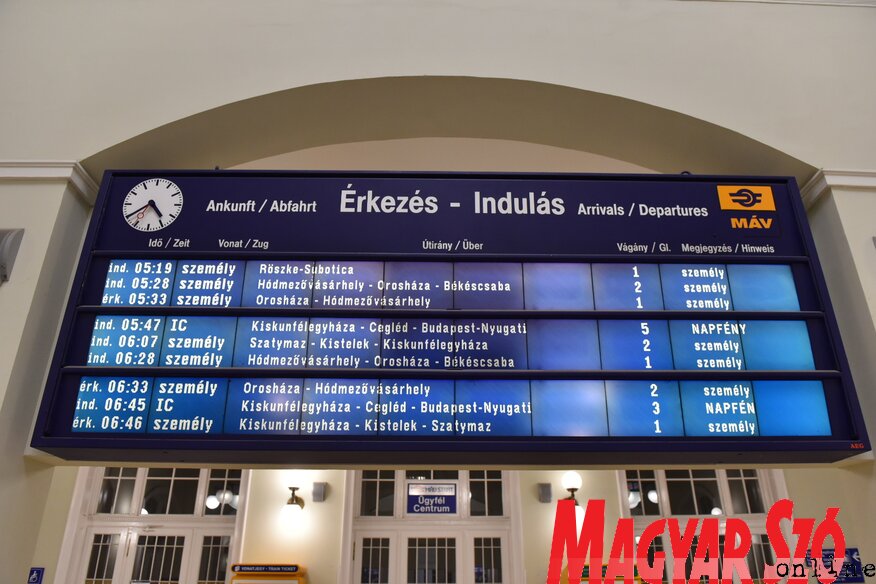 Ankunft / Abfahrt Érkezés - Indulás Arrivals / Departures
MÁV
Idő / Zeit Vonat / Zug Útirány / Über Vágány / Gl. Megjegyzés / Hinweis
ind. 05:19 személy Röszke-Subotica 1 személy
ind. 05:28 személy Hódmezővásárhely - Orosháza - Békéscsaba 2 személy
érk. 05:33 személy Orosháza - Hódmezővásárhely 1 személy
ind. 05:47 IC Kiskunfélegyháza - Cegléd - Budapest-Nyugati 5 NAPFÉNY
ind. 06:07 személy Szatymaz - Kistelek - Kiskunfélegyháza 2 személy
ind. 06:28 személy Hódmezővásárhely - Orosháza - Békéscsaba 1 személy
érk. 06:33 személy Orosháza - Hódmezővásárhely 2 személy
ind. 06:45 IC Kiskunfélegyháza - Cegléd - Budapest-Nyugati 3 NAPFÉN
érk. 06:46 személy Kiskunfélegyháza - Kistelek - Szatymaz 1 személy
AEG
Ügyfél
Centrum
VONATJEGY - TRAIN TICKET
MAGYAR SZÓ
online